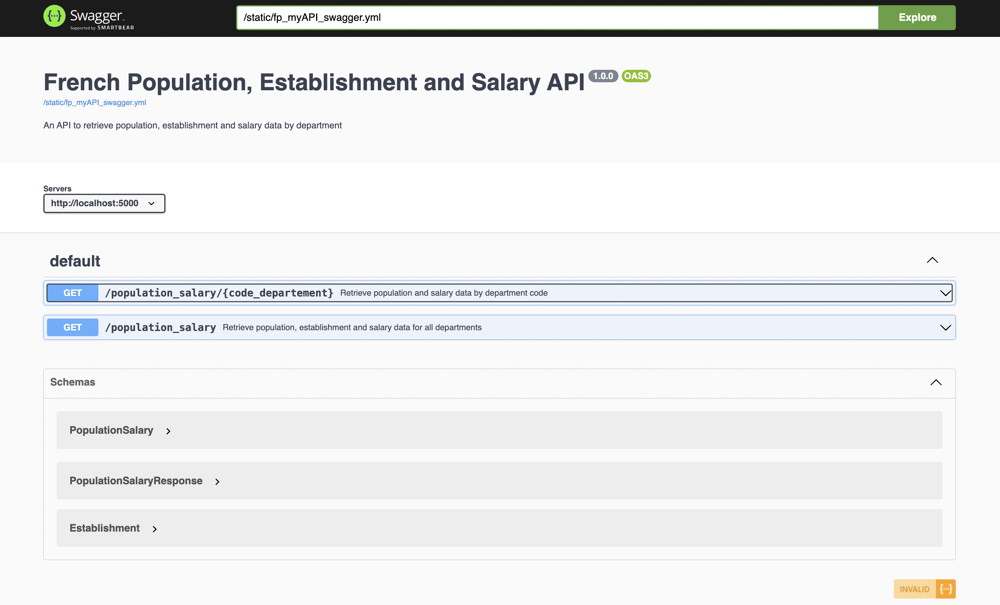 Swagger
Supported by SMARTBEAR
/static/fp_myAPI_swagger.yml
Explore
French Population, Establishment and Salary API 1.0.0 OAS3
/static/fp_myAPI_swagger.yml
An API to retrieve population, establishment and salary data by department
Servers
http://localhost:5000
default
GET /population_salary/{code_departement} Retrieve population and salary data by department code
GET /population_salary Retrieve population, establishment and salary data for all departments
Schemas
PopulationSalary
PopulationSalaryResponse
Establishment
INVALID {...}